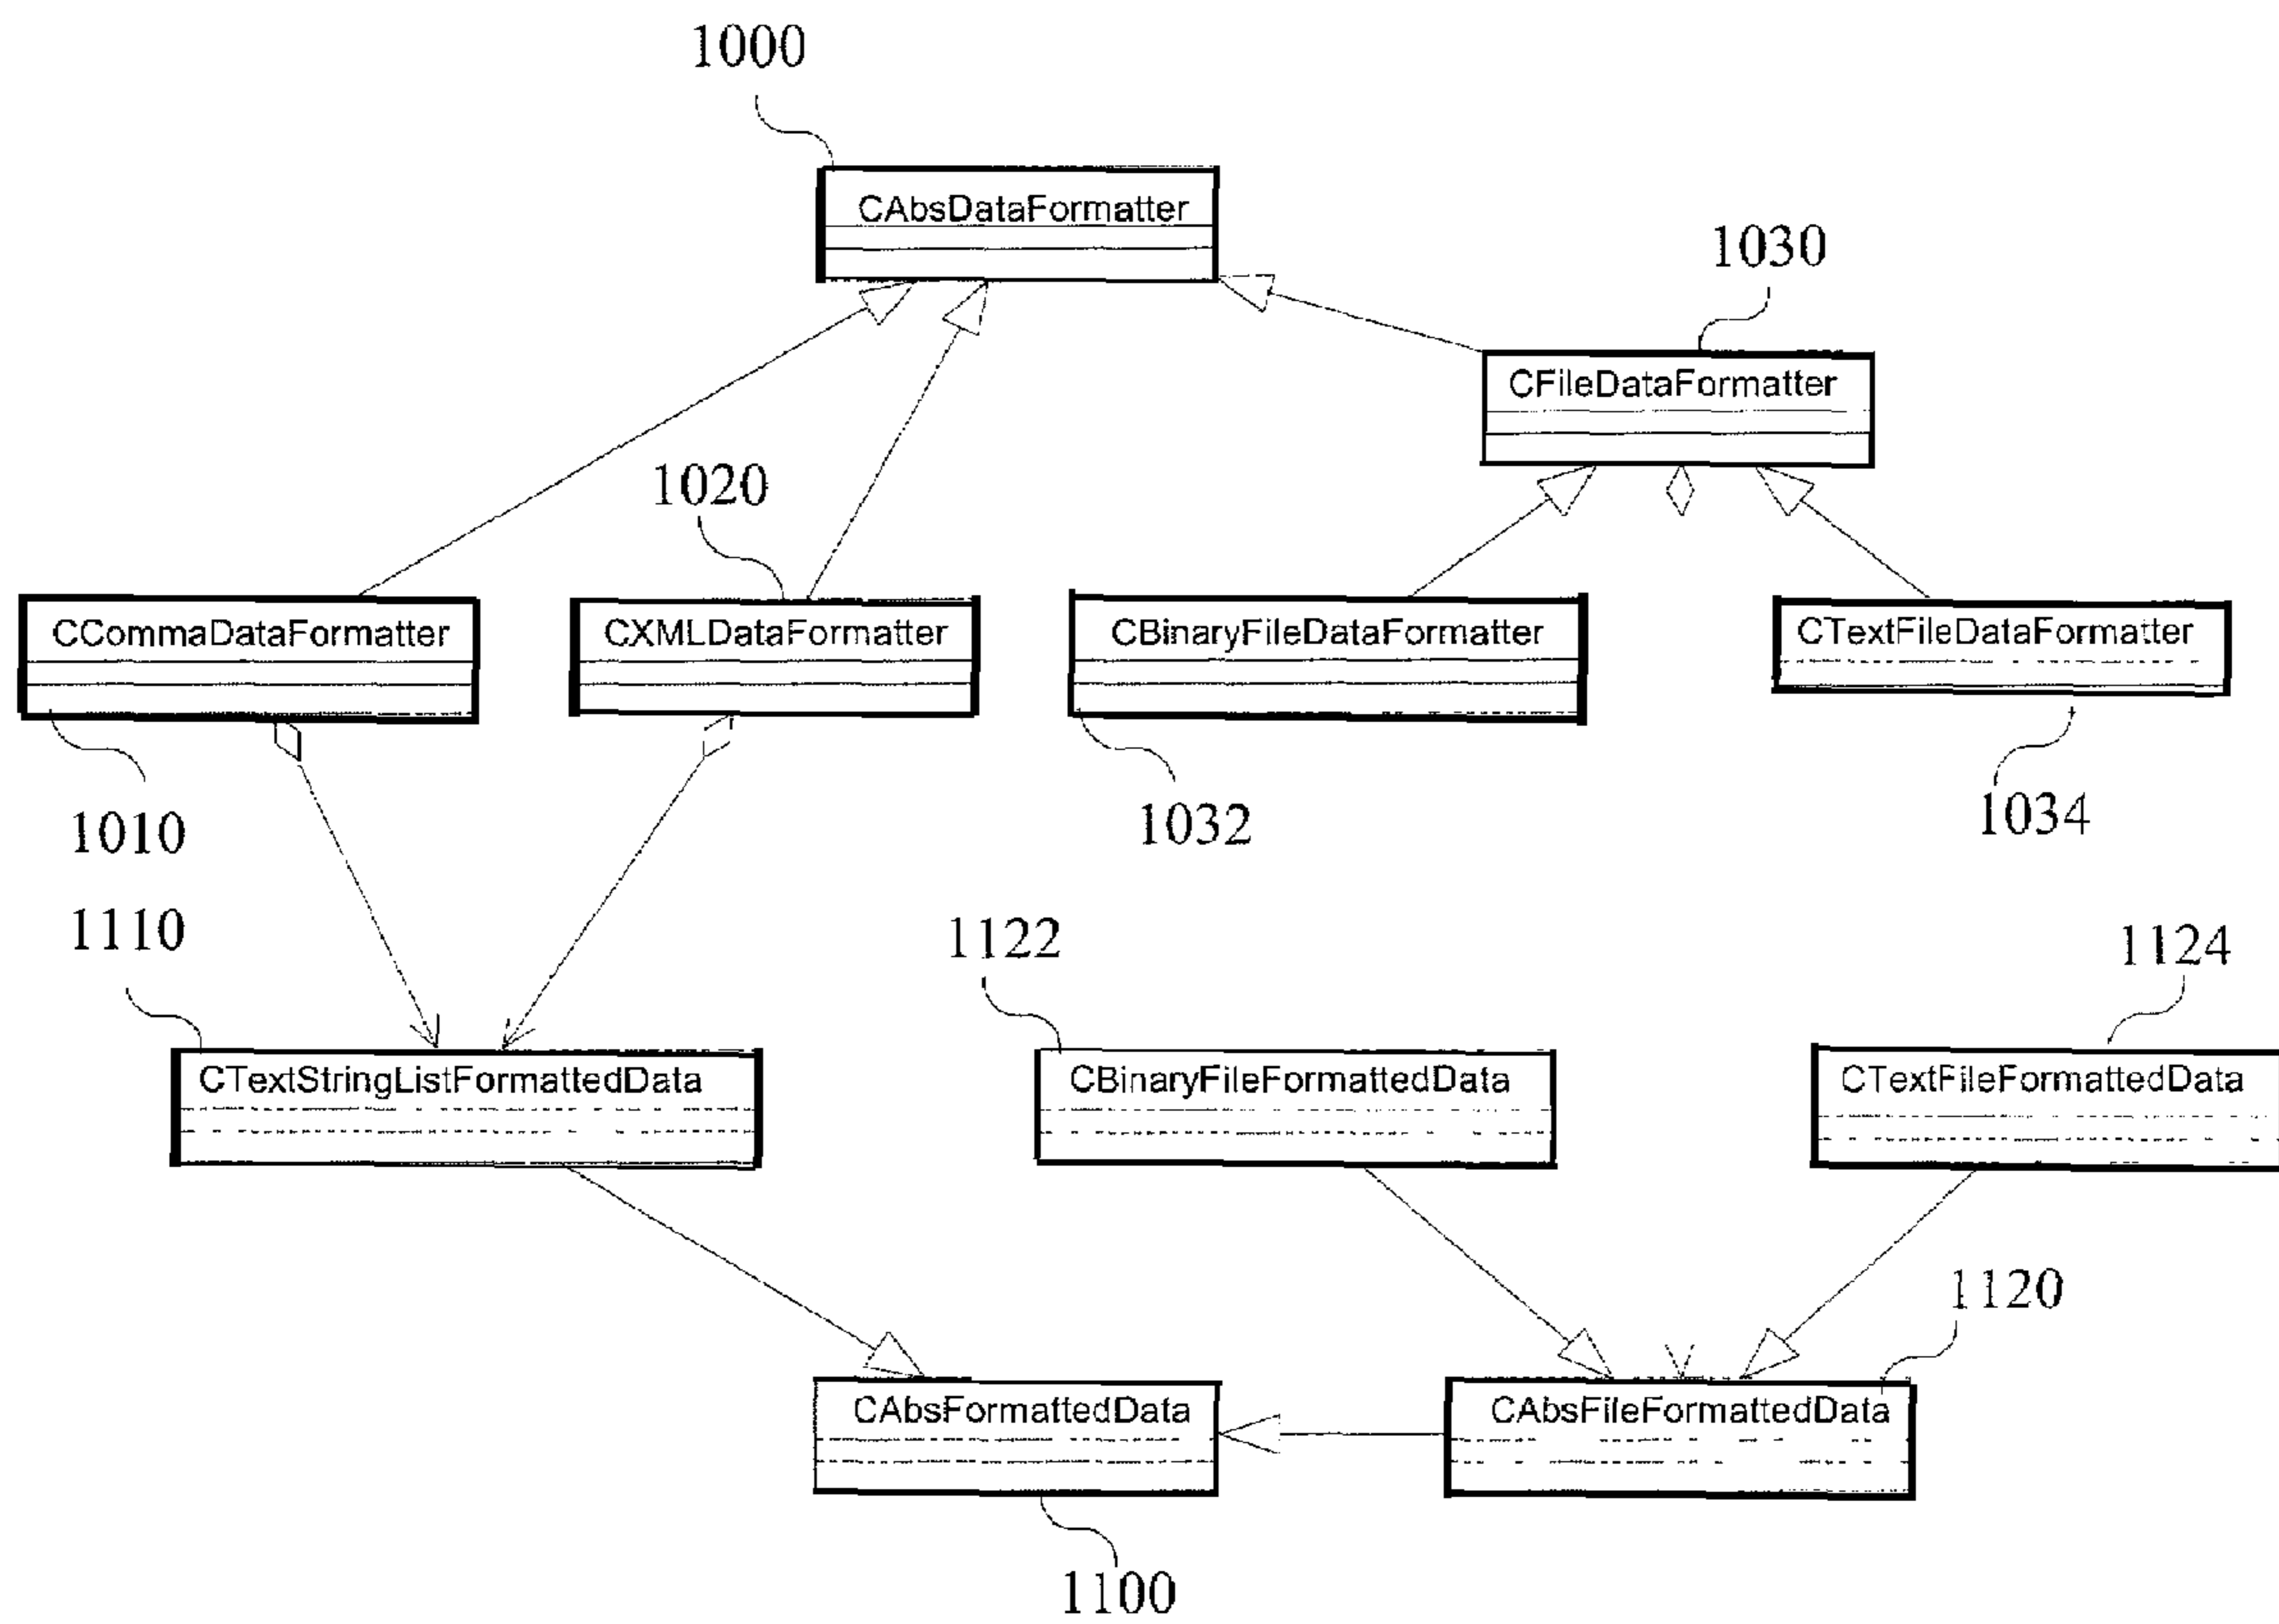 1000
CAbsDataFormatter
1030
CFileDataFormatter
1020
CCommaDataFormatter
CXMLDataFormatter
CBinaryFileDataFormatter
CTextFileDataFormatter
1010
1032
1034
1110
1122
1124
CTextStringListFormattedData
CBinaryFileFormattedData
CTextFileFormattedData
1120
CAbsFormattedData
CAbsFileFormattedData
1100